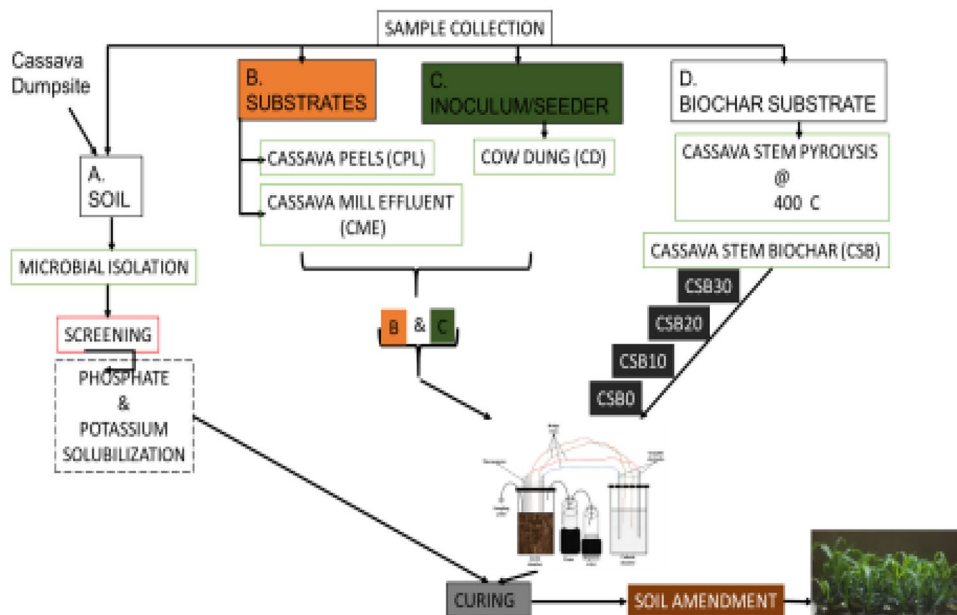 SAMPLE COLLECTION
Cassava
Dumpsite
A.
SOIL
MICROBIAL ISOLATION
SCREENING
PHOSPHATE
&
POTASSIUM
SOLUBILIZATION
B.
SUBSTRATES
CASSAVA PEELS (CPL)
CASSAVA MILL EFFLUENT
(CME)
C.
INOCULUM/SEEDER
COW DUNG (CD)
B & C
D.
BIOCHAR SUBSTRATE
CASSAVA STEM PYROLYSIS
@
400 C
CASSAVA STEM BIOCHAR (CSB)
CSB30
CSB20
CSB10
CSB0
CURING
SOIL AMENDMENT